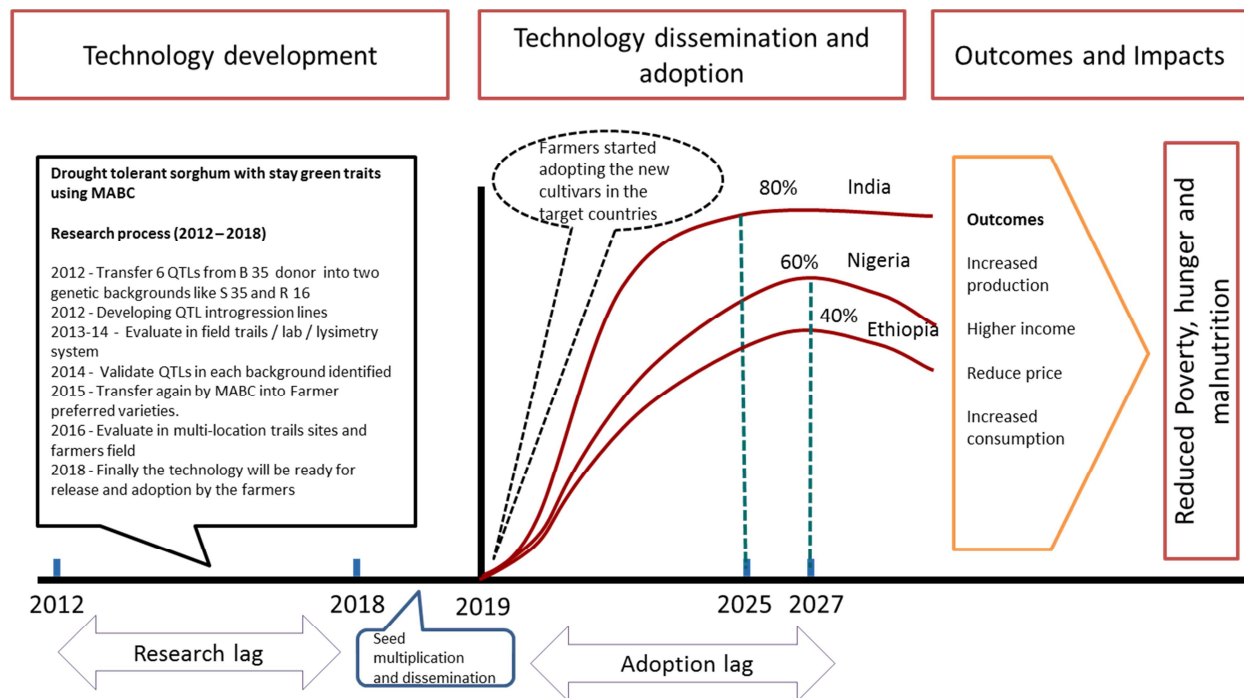 Technology development
Technology dissemination and
adoption
Outcomes and Impacts
Drought tolerant sorghum with stay green traits
using MABC
Research process (2012 – 2018)
2012 - Transfer 6 QTLs from B 35 donor into two
genetic backgrounds like S 35 and R 16
2012 - Developing QTL introgression lines
2013-14 - Evaluate in field trails / lab / lysimetry
system
2014 - Validate QTLs in each background identified
2015 - Transfer again by MABC into Farmer
preferred varieties.
2016 - Evaluate in multi-location trails sites and
farmers field
2018 - Finally the technology will be ready for
release and adoption by the farmers
Farmers started
adopting the new
cultivars in the
target countries
80%
India
60%
Nigeria
40%
Ethiopia
Outcomes
Increased
production
Higher income
Reduce price
Increased
consumption
Reduced Poverty, hunger and
malnutrition
2012
2018
2019
2025
2027
Research lag
Seed
multiplication
and dissemination
Adoption lag